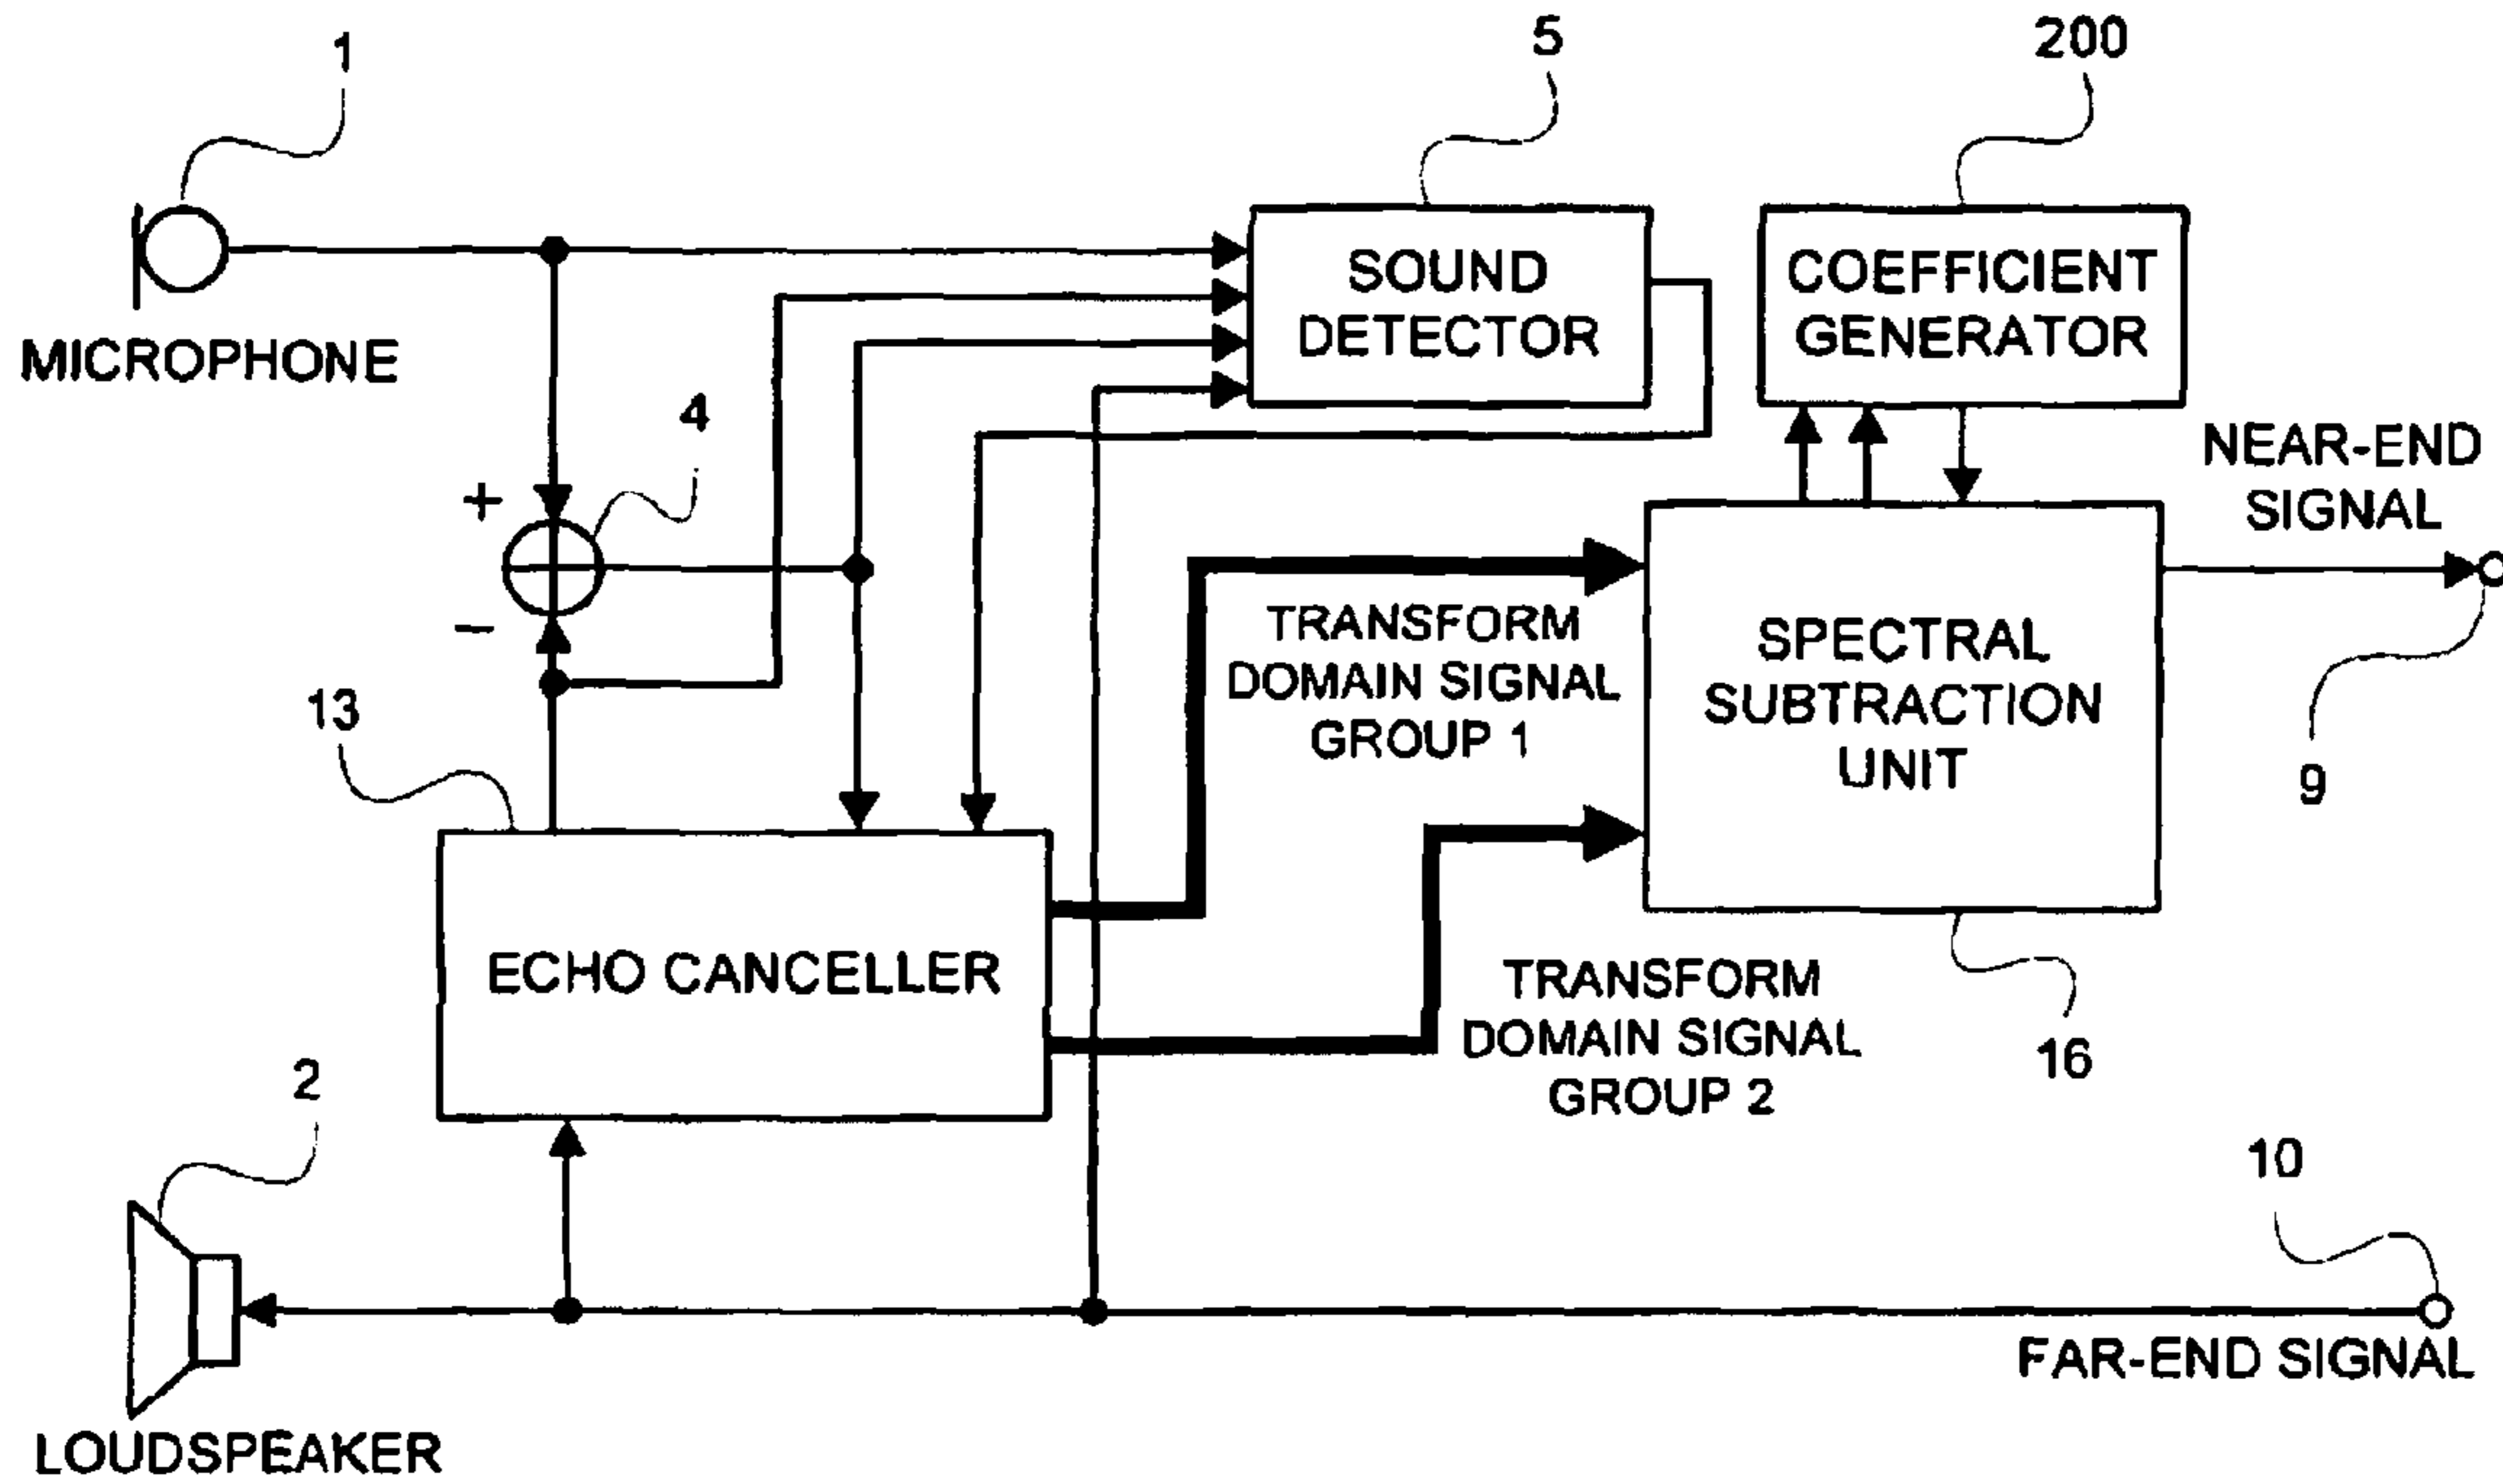 1
5
200
MICROPHONE
SOUND
DETECTOR
COEFFICIENT
GENERATOR
4
+
−
NEAR-END
SIGNAL
9
13
TRANSFORM
DOMAIN SIGNAL
GROUP 1
SPECTRAL
SUBTRACTION
UNIT
ECHO CANCELLER
TRANSFORM
DOMAIN SIGNAL
GROUP 2
16
2
10
FAR-END SIGNAL
LOUDSPEAKER